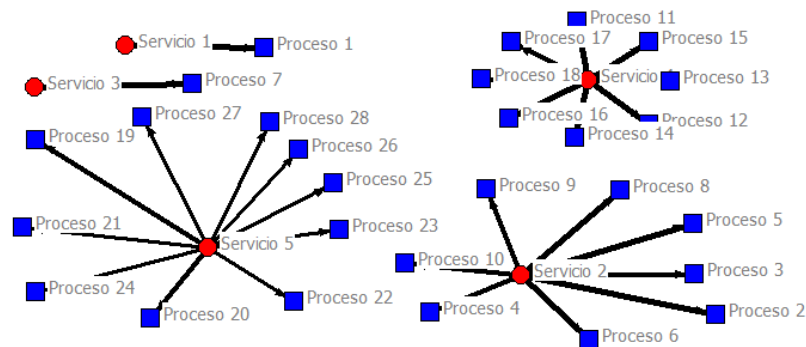 Servicio 1
Proceso 1
Servicio 3
Proceso 7
Proceso 27
Proceso 28
Proceso 19
Proceso 26
Proceso 25
Proceso 21
Proceso 23
Servicio 5
Proceso 24
Proceso 22
Proceso 20
Proceso 11
Proceso 17
Proceso 15
Proceso 18
Servicio
Proceso 13
Proceso 16
Proceso 12
Proceso 14
Proceso 9
Proceso 8
Proceso 5
Proceso 10
Servicio 2
Proceso 3
Proceso 4
Proceso 2
Proceso 6